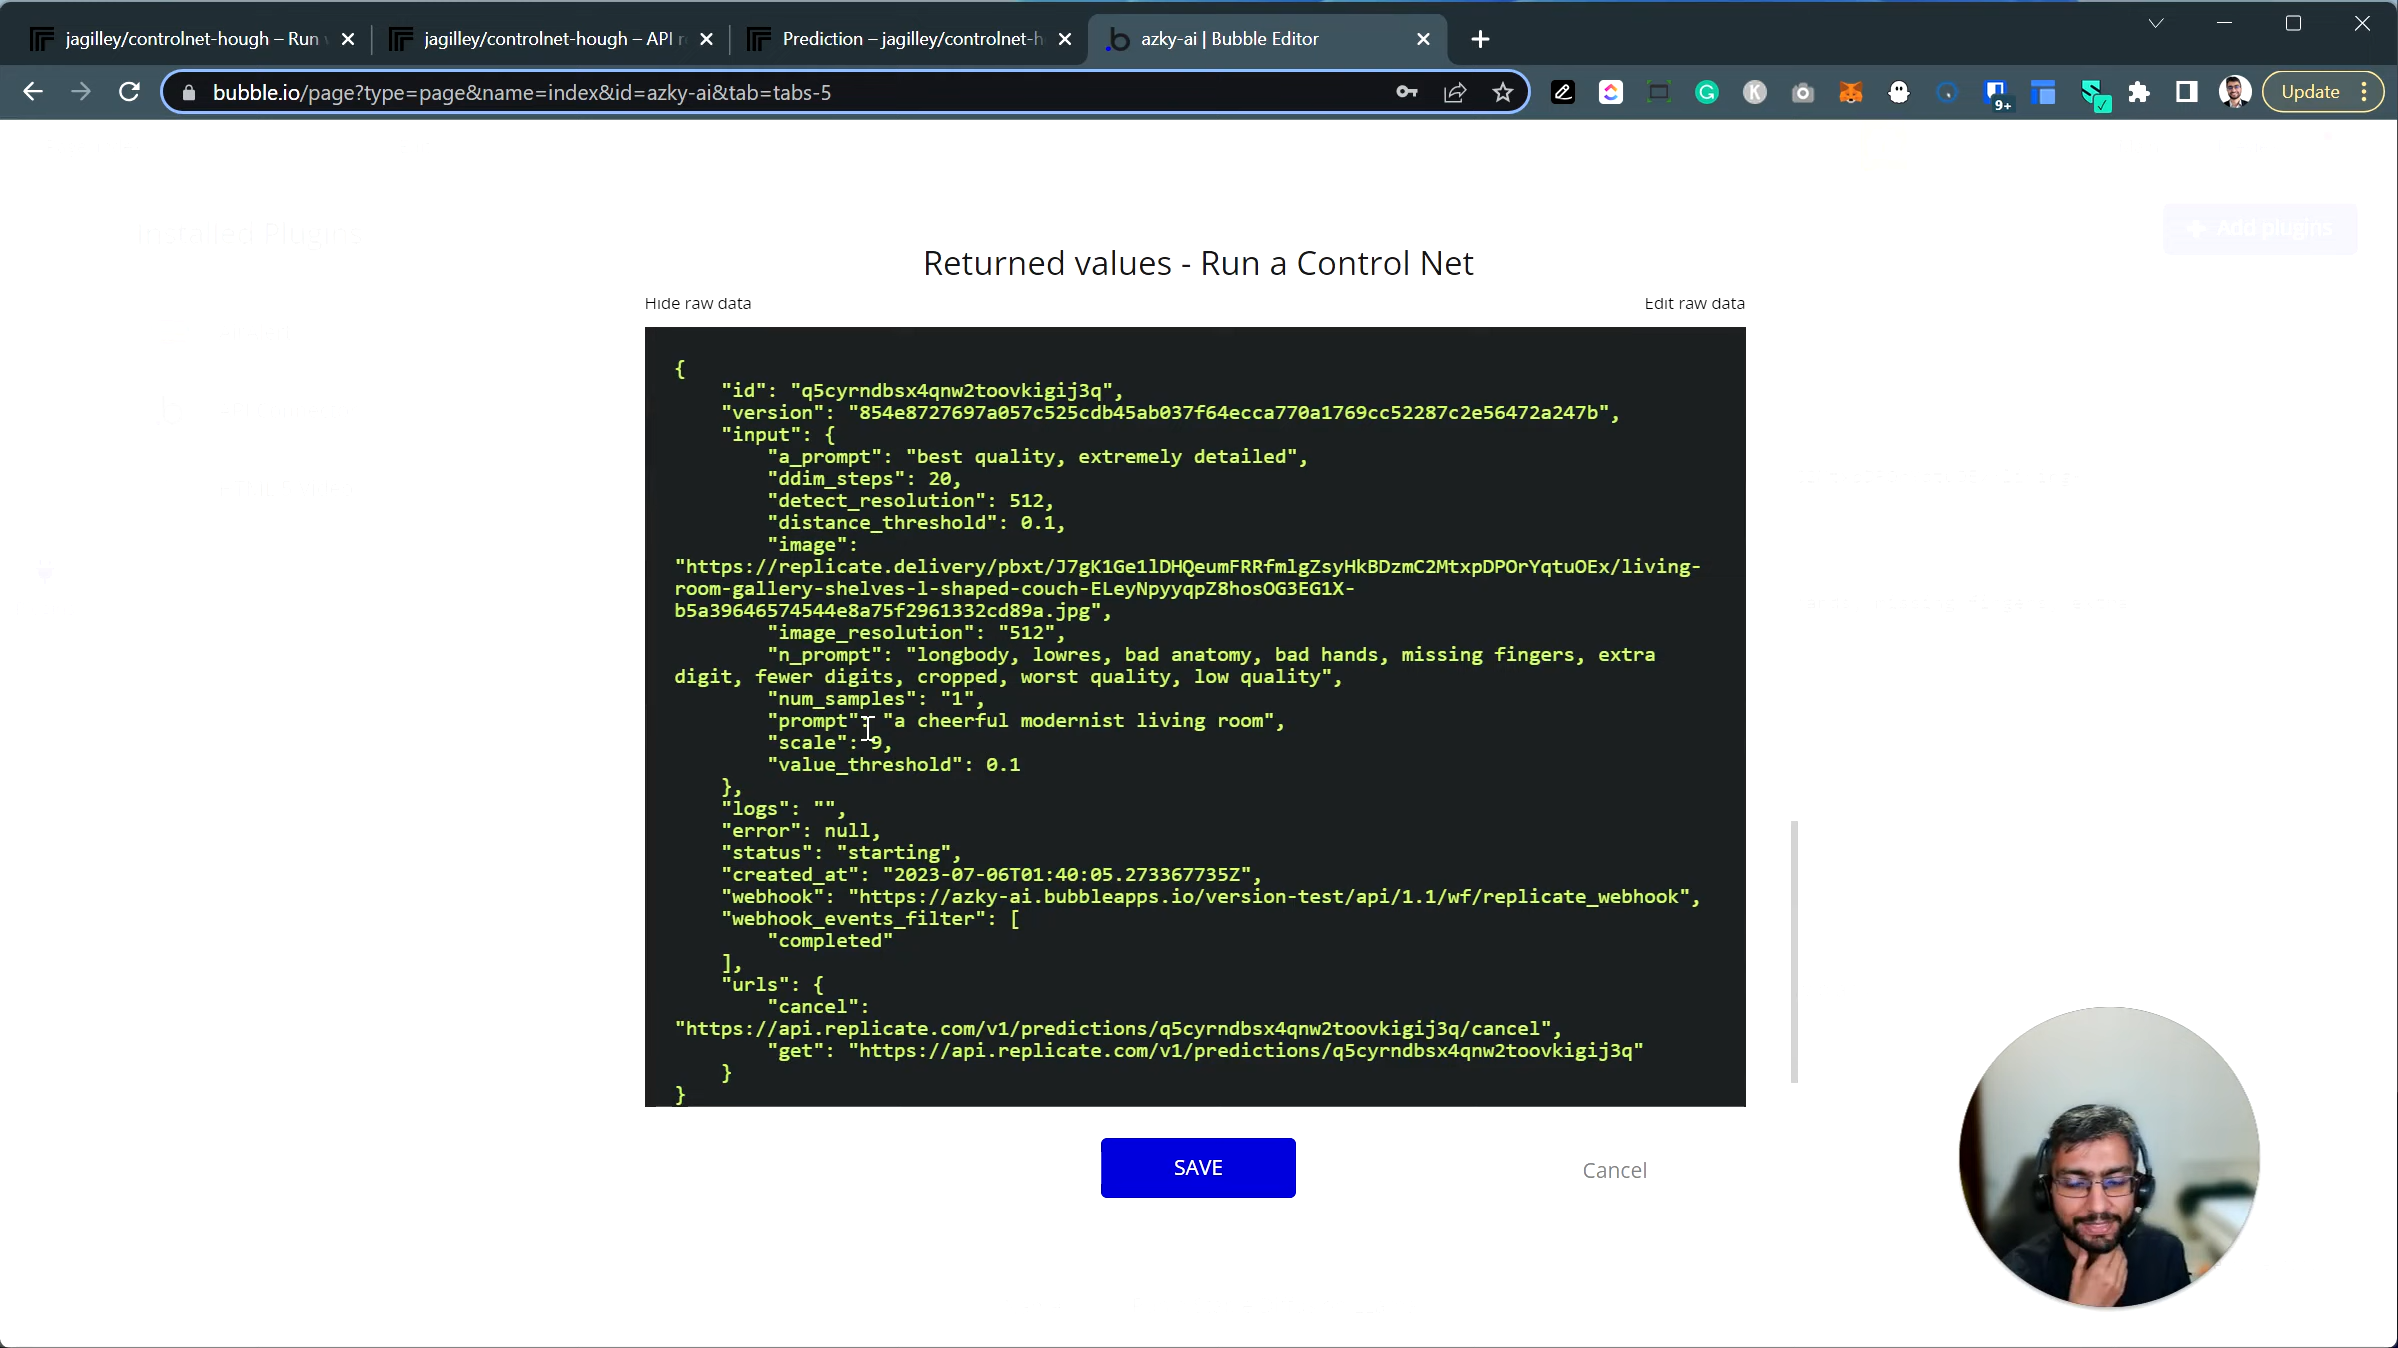 jagilley/controlnet-hough – Run
jagilley/controlnet-hough – API
Prediction – jagilley/controlnet-h
azky-ai | Bubble Editor
bubble.io/page?type=page&name=index&id=azky-ai&tab=tabs-5
9+
Update
Installed Plugins
Add plugins
Returned values - Run a Control Net
Hide raw data
Edit raw data
{
"id": "q5cyrndbsx4qnw2toovkigij3q",
"version": "854e8727697a057c525cdb45ab037f64ecca770a1769cc52287c2e56472a247b",
"input": {
"a_prompt": "best quality, extremely detailed",
"ddim_steps": 20,
"detect_resolution": 512,
"distance_threshold": 0.1,
"image":
"https://replicate.delivery/pbxt/J7gK1Ge1lDHQeumFRRfmlgZsyHkBDzmC2MtxpDPOrYqtuOEx/living-
room-gallery-shelves-l-shaped-couch-ELeyNpyyqpZ8hosOG3EG1X-
b5a39646574544e8a75f2961332cd89a.jpg",
"image_resolution": "512",
"n_prompt": "longbody, lowres, bad anatomy, bad hands, missing fingers, extra
digit, fewer digits, cropped, worst quality, low quality",
"num_samples": "1",
"prompt": "a cheerful modernist living room",
"scale": 9,
"value_threshold": 0.1
},
"logs": "",
"error": null,
"status": "starting",
"created_at": "2023-07-06T01:40:05.273367735Z",
"webhook": "https://azky-ai.bubbleapps.io/version-test/api/1.1/wf/replicate_webhook",
"webhook_events_filter": [
"completed"
],
"urls": {
"cancel":
"https://api.replicate.com/v1/predictions/q5cyrndbsx4qnw2toovkigij3q/cancel",
"get": "https://api.replicate.com/v1/predictions/q5cyrndbsx4qnw2toovkigij3q"
}
}
SAVE
Cancel